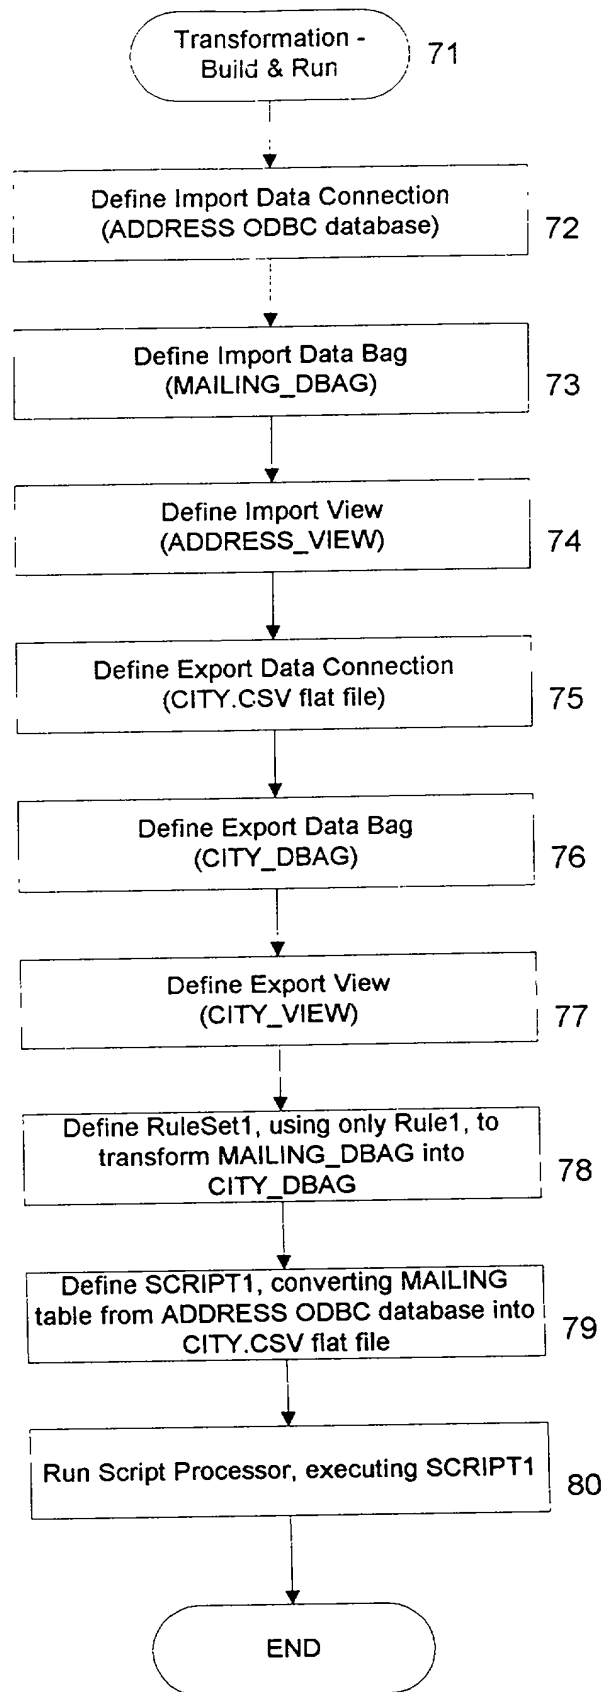 Transformation -
Build & Run
71
Define Import Data Connection
(ADDRESS ODBC database)
72
Define Import Data Bag
(MAILING_DBAG)
73
Define Import View
(ADDRESS_VIEW)
74
Define Export Data Connection
(CITY.CSV flat file)
75
Define Export Data Bag
(CITY_DBAG)
76
Define Export View
(CITY_VIEW)
77
Define RuleSet1, using only Rule1, to
transform MAILING_DBAG into
CITY_DBAG
78
Define SCRIPT1, converting MAILING
table from ADDRESS ODBC database into
CITY.CSV flat file
79
Run Script Processor, executing SCRIPT1
80
END